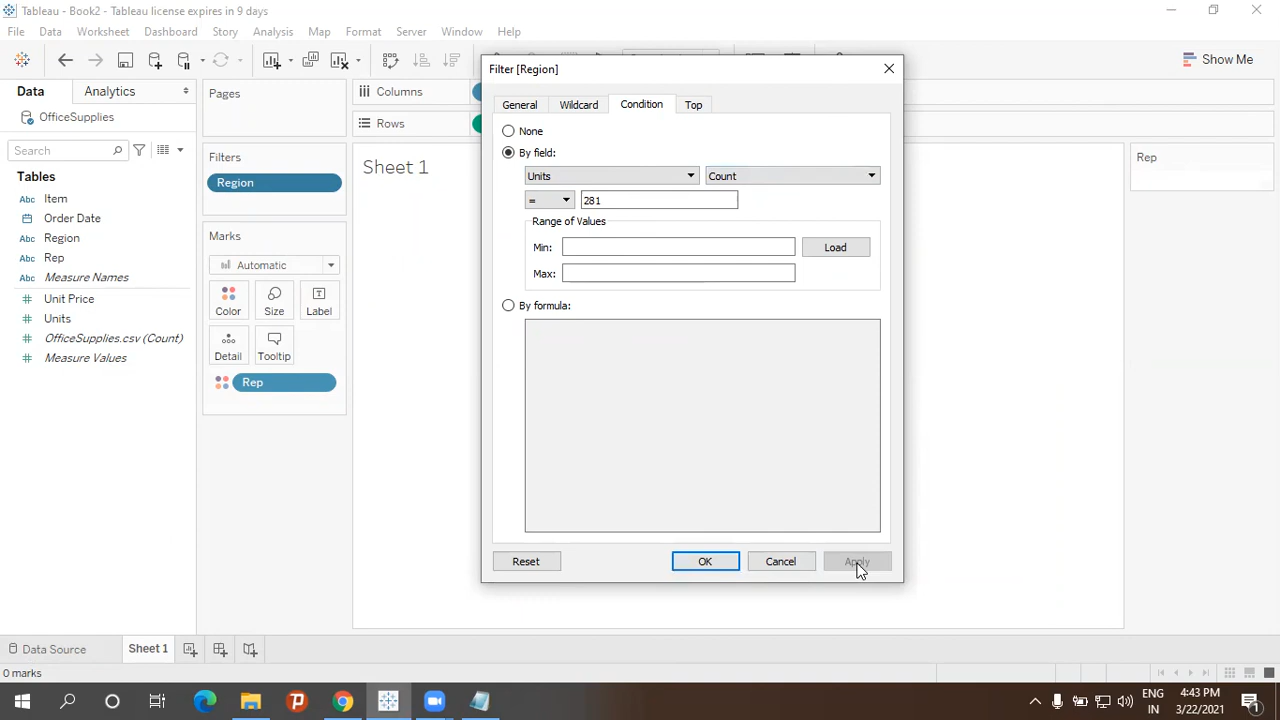 Tableau - Book2 - Tableau license expires in 9 days
File Data Worksheet Dashboard Story Analysis Map Format Server Window Help
Show Me
Data Analytics
OfficeSupplies
Search
Tables
Abc Item
Order Date
Abc Region
Abc Rep
Abc Measure Names
# Unit Price
# Units
# OfficeSupplies.csv (Count)
# Measure Values
Pages
Filters
Region
Marks
Automatic
Color Size Label
Detail Tooltip
Rep
Columns
Rows
Sheet 1
Filter [Region]
General Wildcard Condition Top
None
By field:
Units Count
= 281
Range of Values
Min: Load
Max:
By formula:
Reset OK Cancel Apply
Rep
Data Source Sheet 1
0 marks
ENG
IN
4:43 PM
3/22/2021
1